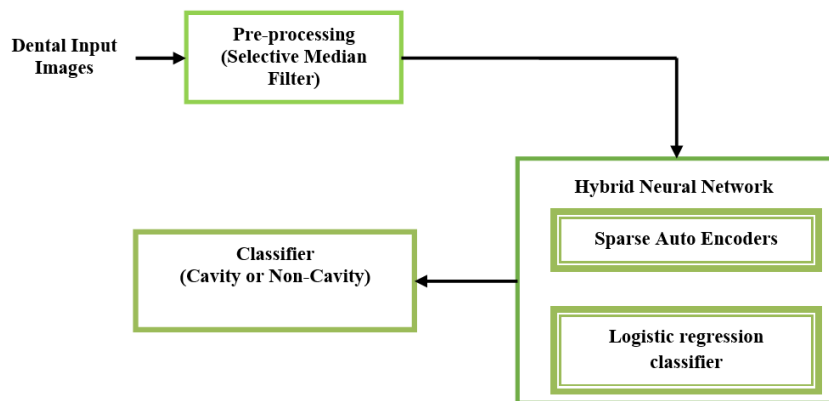 Dental Input
Images
Pre-processing
(Selective Median
Filter)
Hybrid Neural Network
Sparse Auto Encoders
Logistic regression
classifier
Classifier
(Cavity or Non-Cavity)